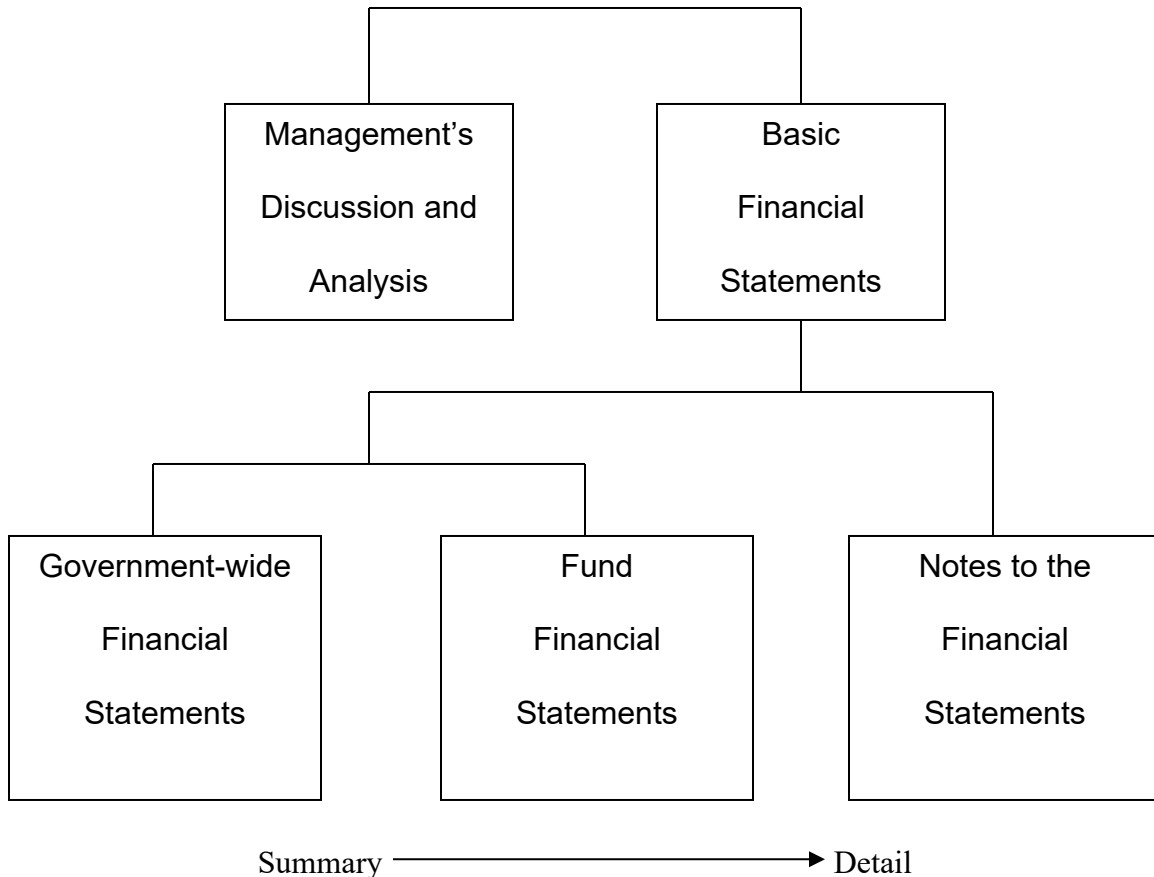 Management’s
Discussion and
Analysis
Basic
Financial
Statements
Government-wide
Financial
Statements
Fund
Financial
Statements
Notes to the
Financial
Statements
Summary
Detail